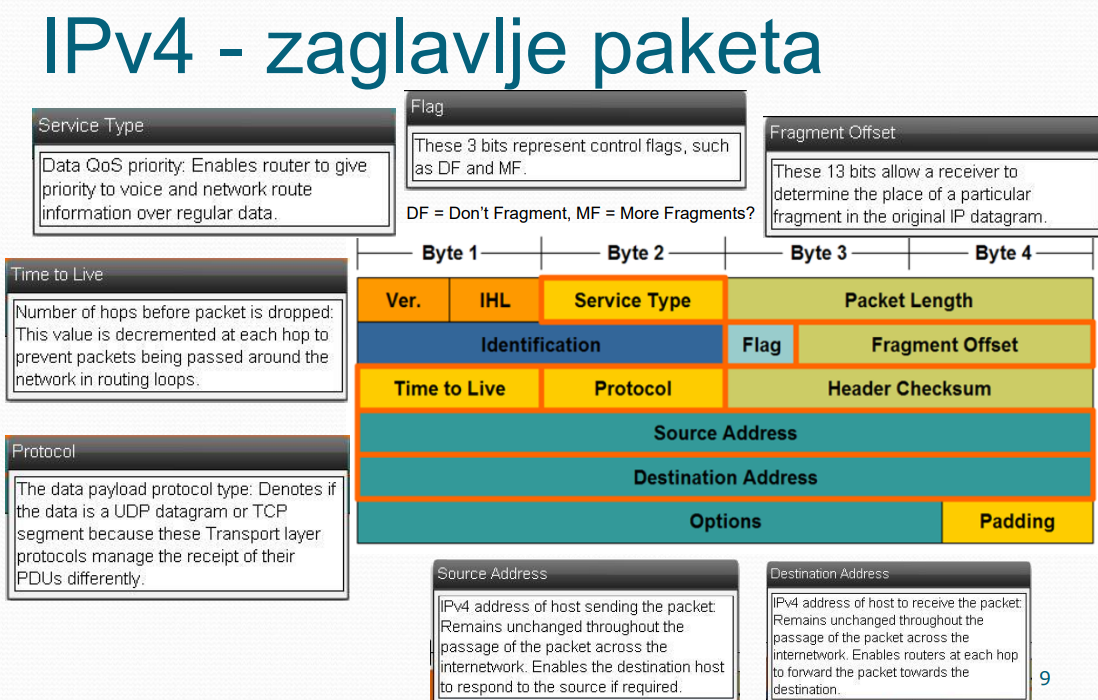 IPv4 - zaglavlje paketa
Service Type
Data QoS priority: Enables router to give
priority to voice and network route
information over regular data.
Flag
These 3 bits represent control flags, such
as DF and MF.
DF = Don't Fragment, MF = More Fragments?
Fragment Offset
These 13 bits allow a receiver to
determine the place of a particular
fragment in the original IP datagram.
Time to Live
Number of hops before packet is dropped:
This value is decremented at each hop to
prevent packets being passed around the
network in routing loops.
Protocol
The data payload protocol type: Denotes if
the data is a UDP datagram or TCP
segment because these Transport layer
protocols manage the receipt of their
PDUs differently.
Byte 1 Byte 2 Byte 3 Byte 4
Ver. IHL Service Type Packet Length
Identification Flag Fragment Offset
Time to Live Protocol Header Checksum
Source Address
Destination Address
Options Padding
Source Address
IPv4 address of host sending the packet:
Remains unchanged throughout the
passage of the packet across the
internetwork. Enables the destination host
to respond to the source if required.
Destination Address
IPv4 address of host to receive the packet:
Remains unchanged throughout the
passage of the packet across the
internetwork. Enables routers at each hop
to forward the packet towards the
destination.
9